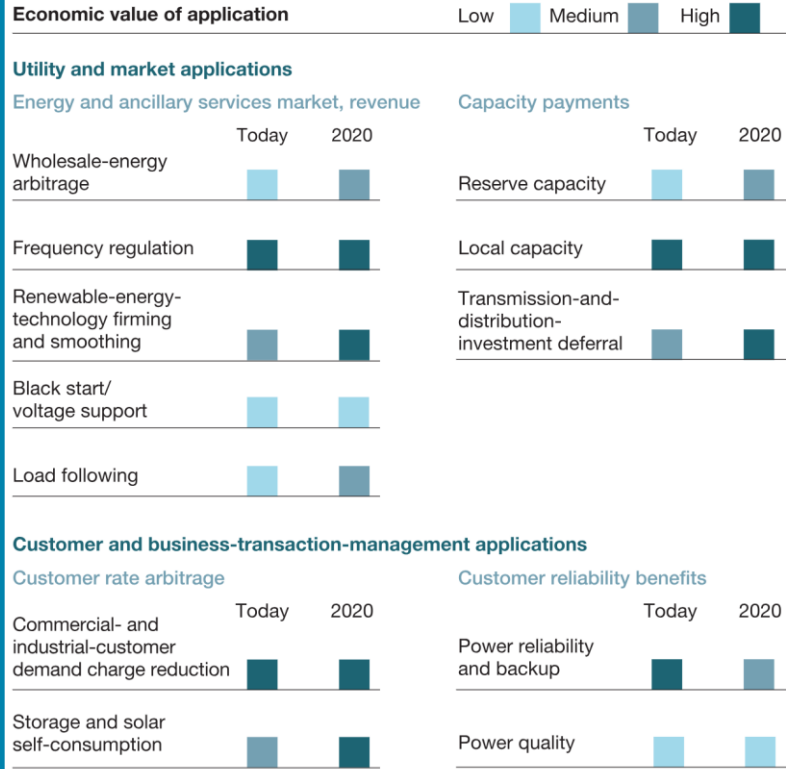 Economic value of application
Low Medium High
Utility and market applications
Energy and ancillary services market, revenue
Today 2020
Wholesale-energy
arbitrage
Frequency regulation
Renewable-energy-
technology firming
and smoothing
Black start/
voltage support
Load following
Capacity payments
Today 2020
Reserve capacity
Local capacity
Transmission-and-
distribution-
investment deferral
Customer and business-transaction-management applications
Customer rate arbitrage
Today 2020
Commercial- and
industrial-customer
demand charge reduction
Storage and solar
self-consumption
Customer reliability benefits
Today 2020
Power reliability
and backup
Power quality